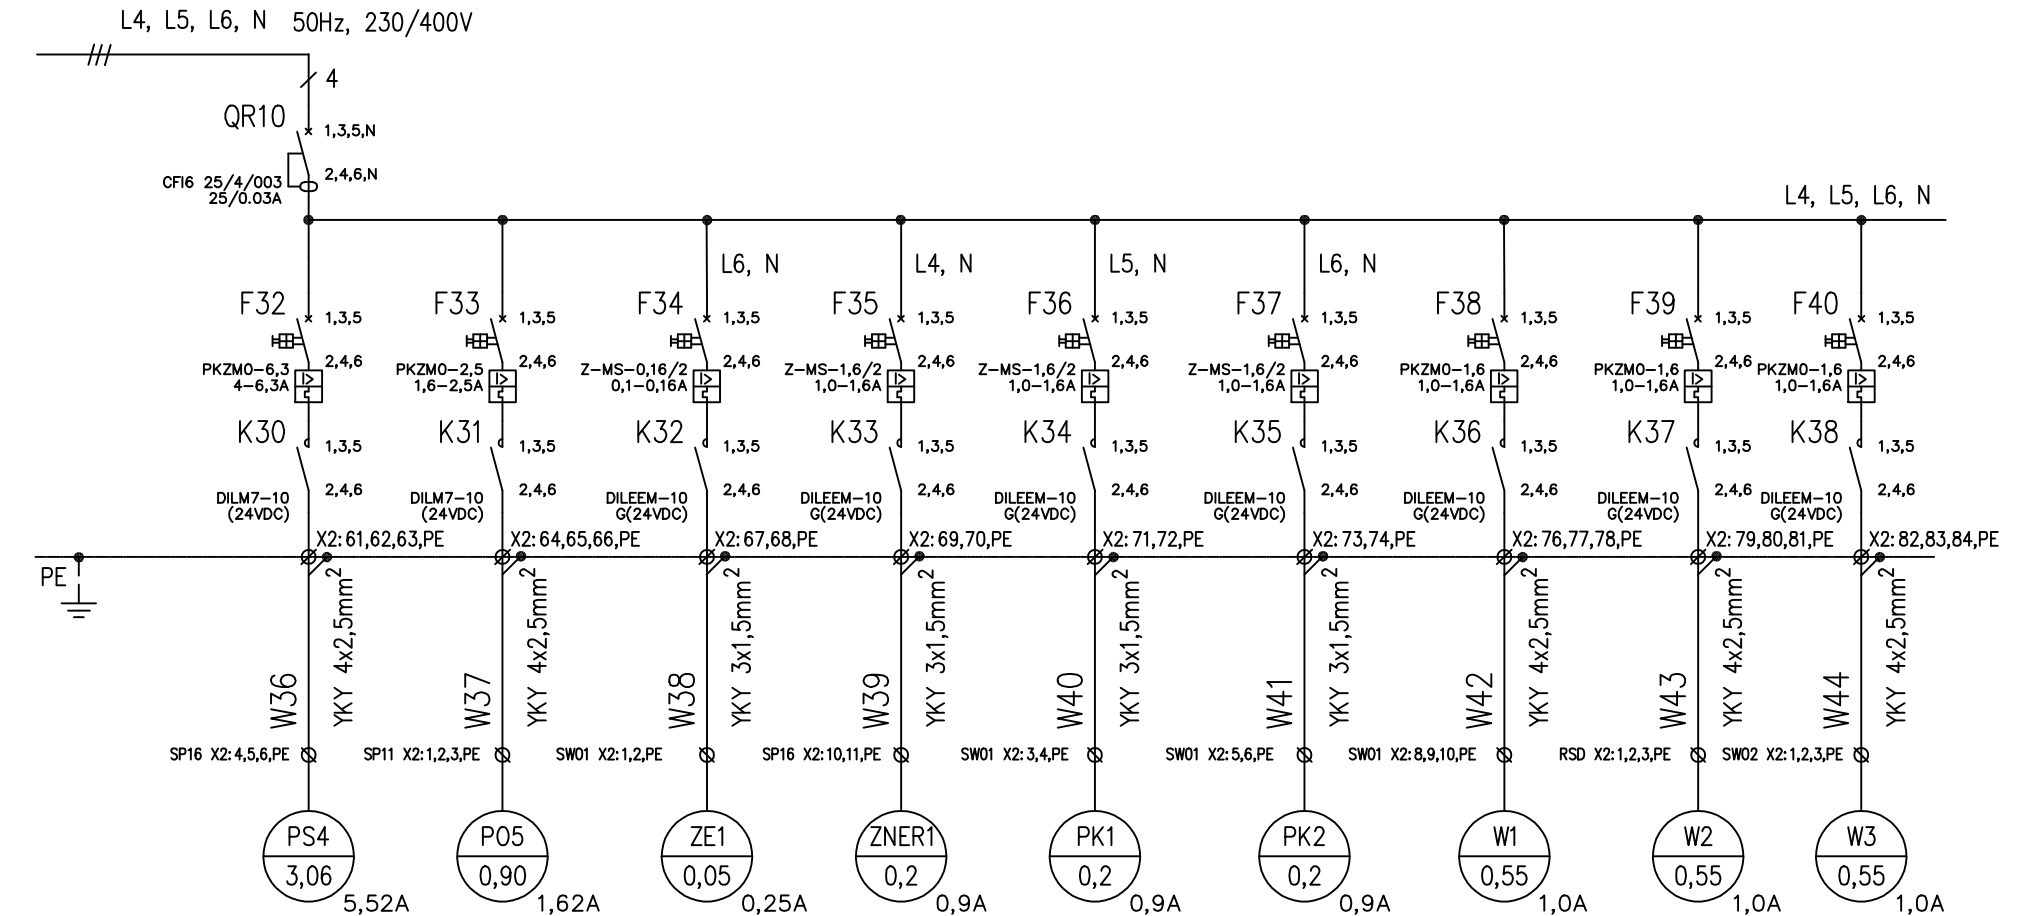 L4, L5, L6, N 50Hz, 230/400V
4
QR10
1,3,5,N
2,4,6,N
CFI6 25/4/003
25/0.03A
L4, L5, L6, N
L6, N
L4, N
L5, N
L6, N
F32
1,3,5
2,4,6
PKZM0-6,3
4-6,3A
F33
1,3,5
2,4,6
PKZM0-2,5
1,6-2,5A
F34
1,3,5
2,4,6
Z-MS-0,16/2
0,1-0,16A
F35
1,3,5
2,4,6
Z-MS-1,6/2
1,0-1,6A
F36
1,3,5
2,4,6
Z-MS-1,6/2
1,0-1,6A
F37
1,3,5
2,4,6
Z-MS-1,6/2
1,0-1,6A
F38
1,3,5
2,4,6
PKZM0-1,6
1,0-1,6A
F39
1,3,5
2,4,6
PKZM0-1,6
1,0-1,6A
F40
1,3,5
2,4,6
PKZM0-1,6
1,0-1,6A
K30
1,3,5
2,4,6
DILM7-10
(24VDC)
K31
1,3,5
2,4,6
DILM7-10
(24VDC)
K32
1,3,5
2,4,6
DILEEM-10
G(24VDC)
K33
1,3,5
2,4,6
DILEEM-10
G(24VDC)
K34
1,3,5
2,4,6
DILEEM-10
G(24VDC)
K35
1,3,5
2,4,6
DILEEM-10
G(24VDC)
K36
1,3,5
2,4,6
DILEEM-10
G(24VDC)
K37
1,3,5
2,4,6
DILEEM-10
G(24VDC)
K38
1,3,5
2,4,6
DILEEM-10
G(24VDC)
X2:61,62,63,PE
X2:64,65,66,PE
X2:67,68,PE
X2:69,70,PE
X2:71,72,PE
X2:73,74,PE
X2:76,77,78,PE
X2:79,80,81,PE
X2:82,83,84,PE
PE
W36
YKY 4x2,5mm²
W37
YKY 4x2,5mm²
W38
YKY 3x1,5mm²
W39
YKY 3x1,5mm²
W40
YKY 3x1,5mm²
W41
YKY 3x1,5mm²
W42
YKY 4x2,5mm²
W43
YKY 4x2,5mm²
W44
YKY 4x2,5mm²
SP16 X2:4,5,6,PE
SP11 X2:1,2,3,PE
SW01 X2:1,2,PE
SP16 X2:10,11,PE
SW01 X2:3,4,PE
SW01 X2:5,6,PE
SW01 X2:8,9,10,PE
RSD X2:1,2,3,PE
SW02 X2:1,2,3,PE
PS4
3,06
5,52A
PO5
0,90
1,62A
ZE1
0,05
0,25A
ZNER1
0,2
0,9A
PK1
0,2
0,9A
PK2
0,2
0,9A
W1
0,55
1,0A
W2
0,55
1,0A
W3
0,55
1,0A